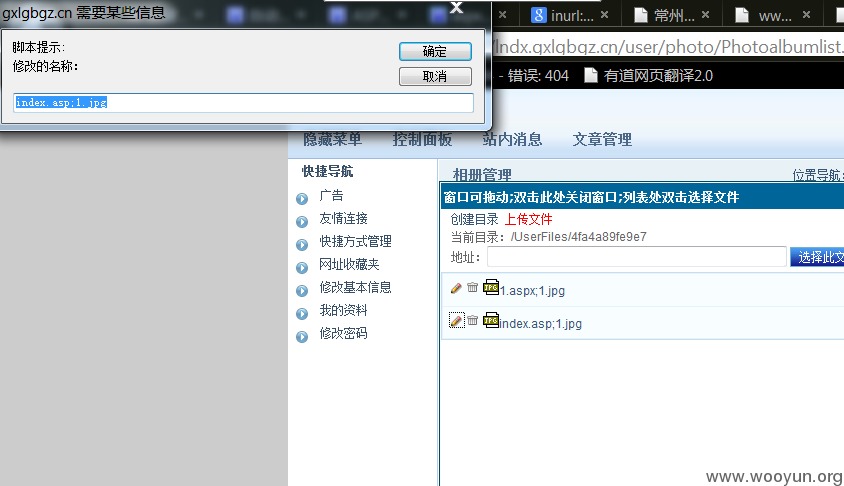 gxlgbgz.cn 需要某些信息
脚本提示:
修改的名称:
确定
取消
index.asp;1.jpg
inurl:...
常州...
www...
lndx.gxlgbgz.cn/user/photo/Photoalbumlist.
- 错误: 404
有道网页翻译2.0
隐藏菜单 控制面板 站内消息 文章管理
快捷导航
广告
友情连接
快捷方式管理
网址收藏夹
修改基本信息
我的资料
修改密码
相册管理
位置导航:
窗口可拖动;双击此处关闭窗口;列表处双击选择文件
创建目录 上传文件
当前目录: /UserFiles/4fa4a89fe9e7
地址:
选择此文
1.aspx;1.jpg
index.asp;1.jpg
www.wooyun.org